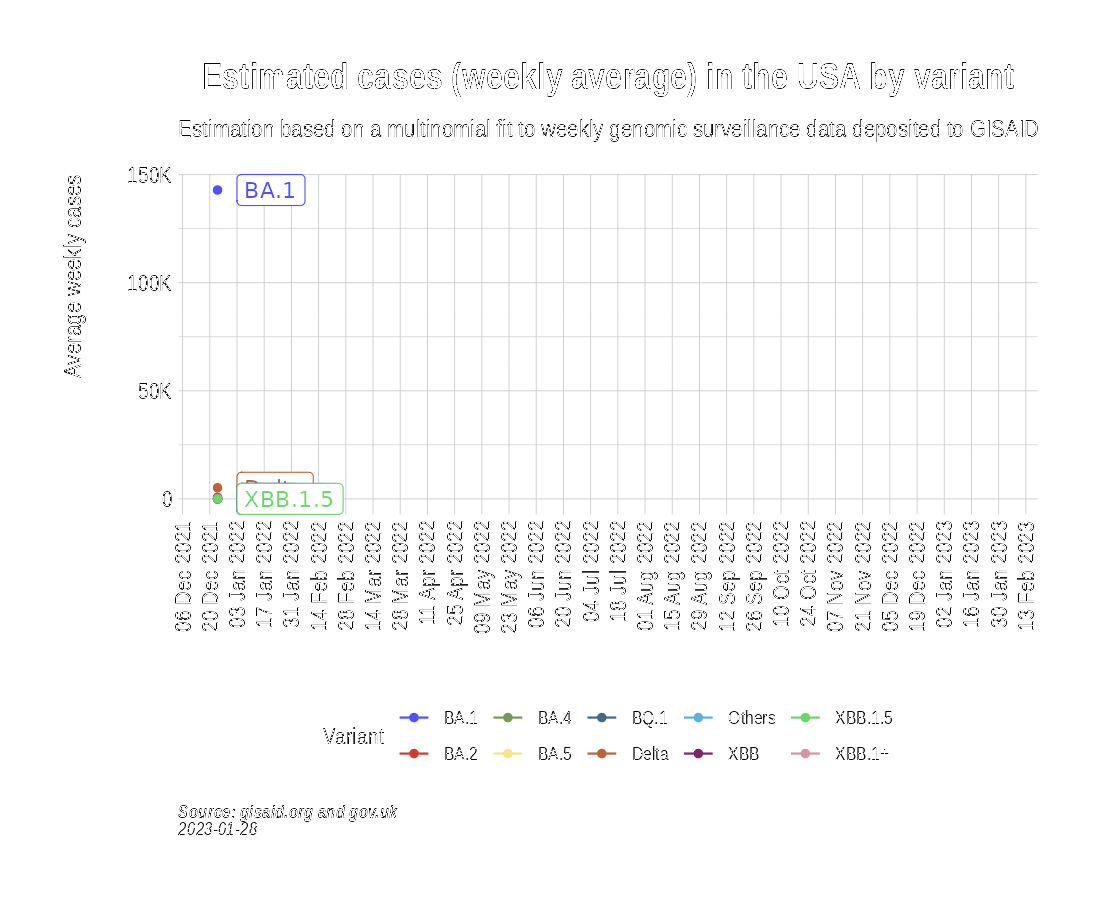 Estimated cases (weekly average) in the USA by variant
Estimation based on a multinomial fit to weekly genomic surveillance data deposited to GISAID
Average weekly cases
150K
100K
50K
0
BA.1
XBB.1.5
06 Dec 2021
20 Dec 2021
03 Jan 2022
17 Jan 2022
31 Jan 2022
14 Feb 2022
28 Feb 2022
14 Mar 2022
28 Mar 2022
11 Apr 2022
25 Apr 2022
09 May 2022
23 May 2022
06 Jun 2022
20 Jun 2022
04 Jul 2022
18 Jul 2022
01 Aug 2022
15 Aug 2022
29 Aug 2022
12 Sep 2022
26 Sep 2022
10 Oct 2022
24 Oct 2022
07 Nov 2022
21 Nov 2022
05 Dec 2022
19 Dec 2022
02 Jan 2023
16 Jan 2023
30 Jan 2023
13 Feb 2023
Variant
BA.1 BA.4 BQ.1 Others XBB.1.5
BA.2 BA.5 Delta XBB XBB.1+
Source: gisaid.org and gov.uk
2023-01-28